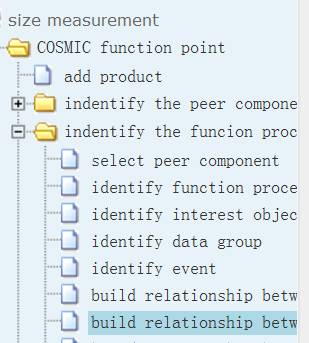 size measurement
COSMIC function point
add product
indentify the peer compone
indentify the funcion proc
select peer component
identify function proce
identify interest objec
identify data group
identify event
build relationship betw
build relationship betw